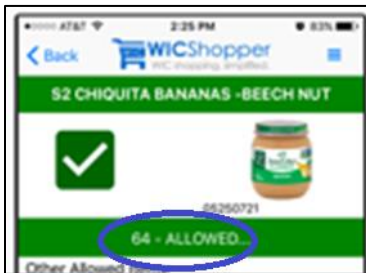 AT&T 2:25 PM 83%
Back WICShopper
WIC shopping, simplified.
S2 CHIQUITA BANANAS -BEECH NUT
05250721
64 - ALLOWED...
Other Allowed